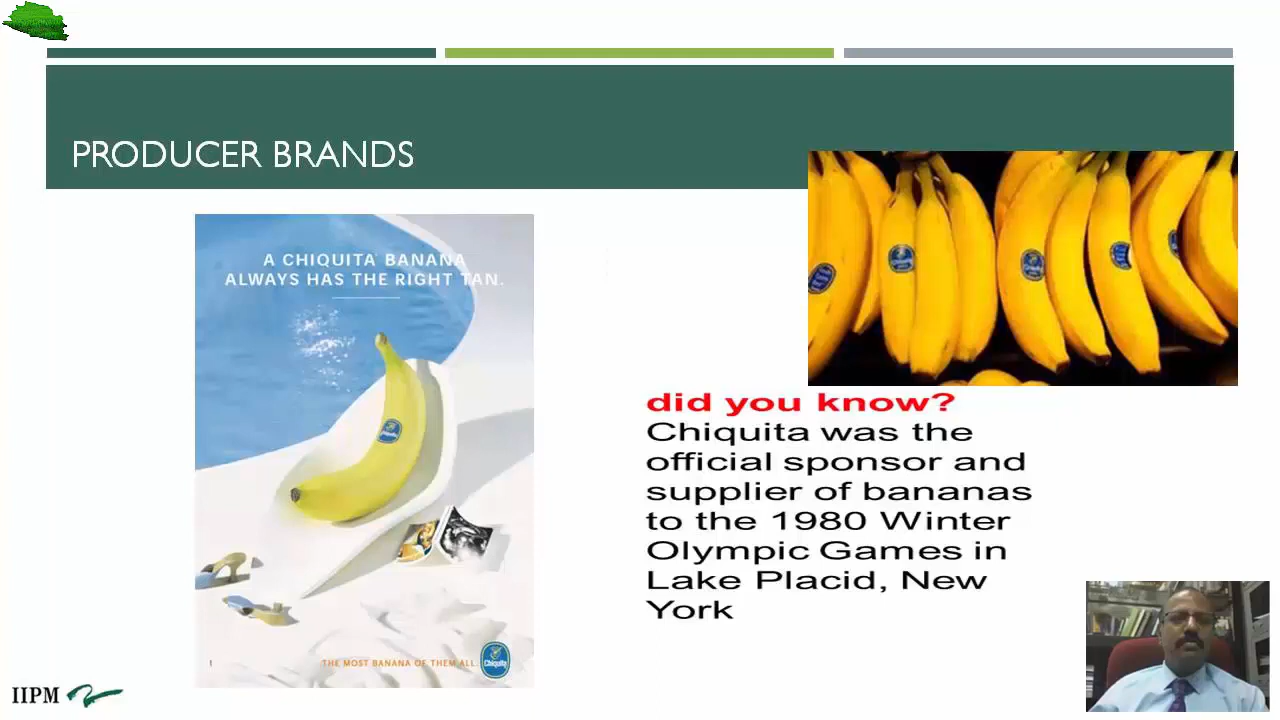 PRODUCER BRANDS
A CHIQUITA BANANA
ALWAYS HAS THE RIGHT TAN.
THE MOST BANANA OF THEM ALL.
Chiquita
1
did you know?
Chiquita was the
official sponsor and
supplier of bananas
to the 1980 Winter
Olympic Games in
Lake Placid, New
York
IIPM